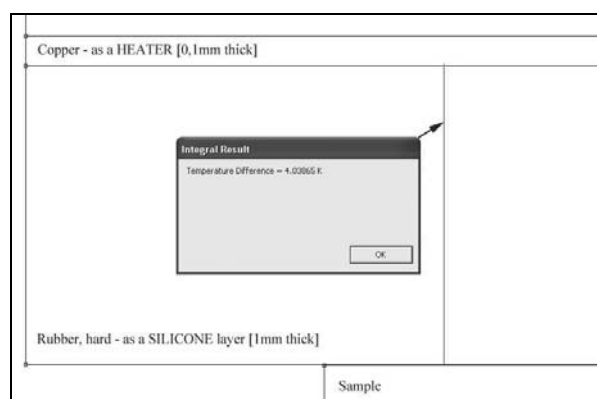 Copper - as a HEATER [0,1mm thick]
Integral Result
Temperature Difference = 4.03865 K
OK
Rubber, hard - as a SILICONE layer [1mm thick]
Sample